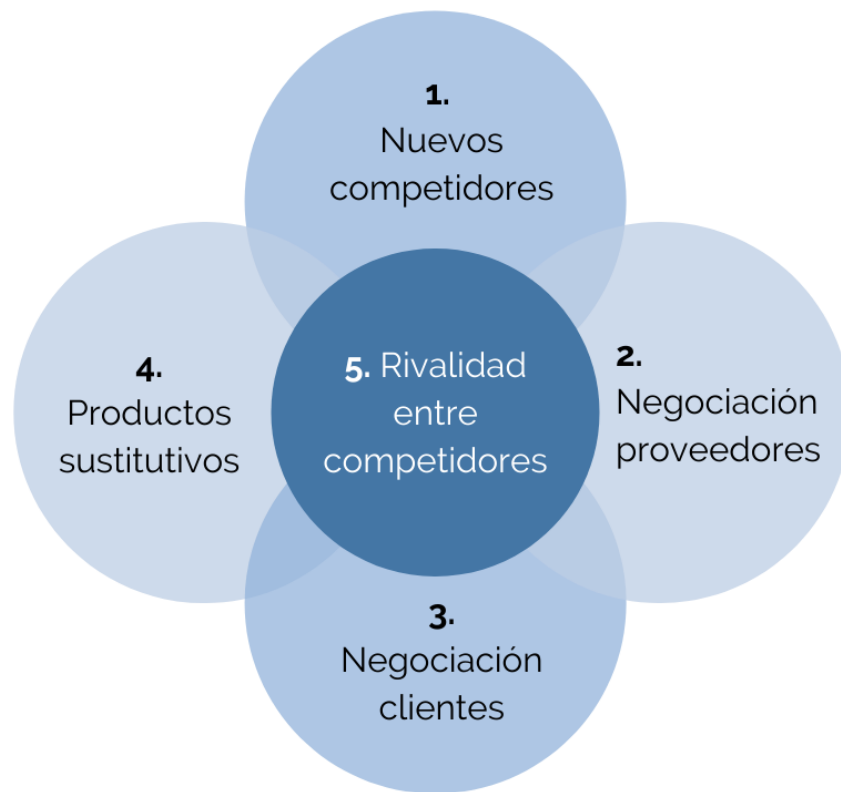 1.
Nuevos
competidores
2.
Negociación
proveedores
3.
Negociación
clientes
4.
Productos
sustitutivos
5. Rivalidad
entre
competidores